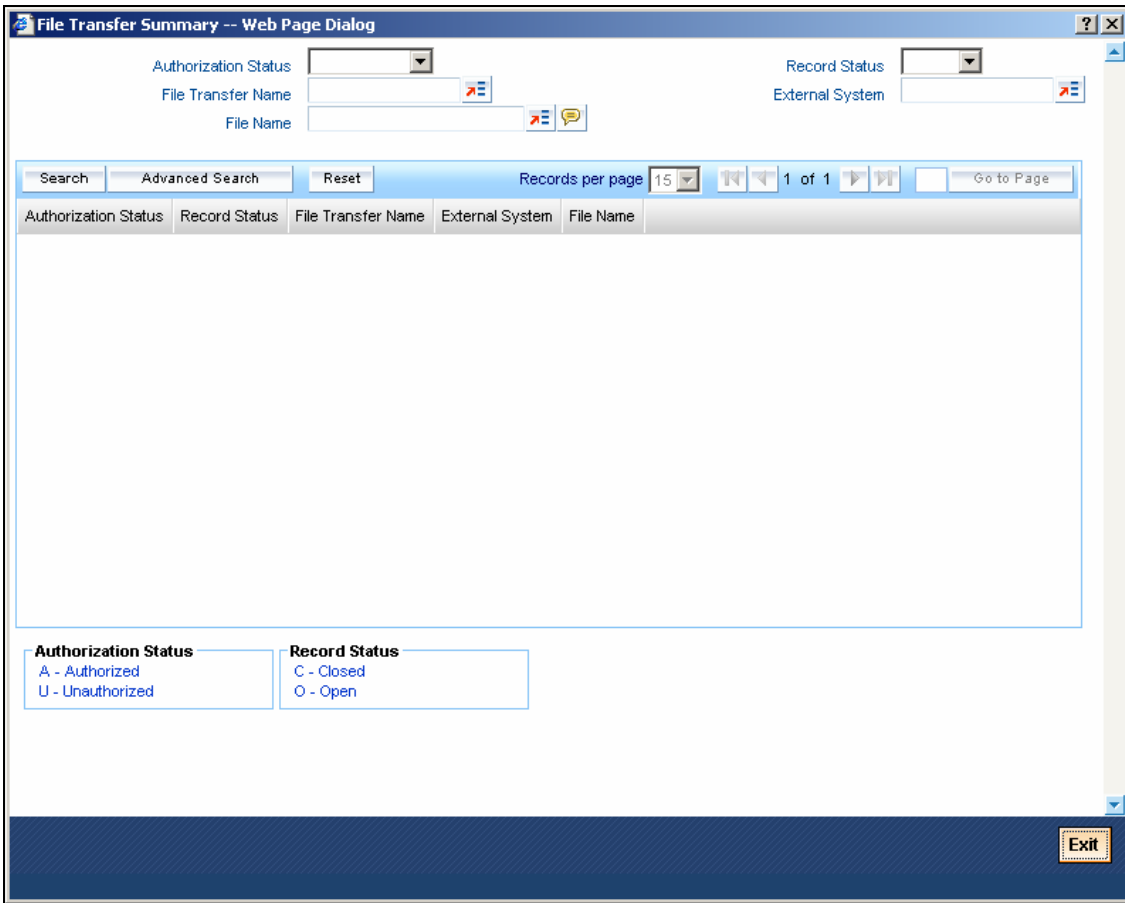 File Transfer Summary -- Web Page Dialog
Authorization Status Record Status
File Transfer Name External System
File Name
Search Advanced Search Reset Records per page 15 1 of 1 Go to Page
Authorization Status Record Status File Transfer Name External System File Name
Authorization Status Record Status
A - Authorized C - Closed
U - Unauthorized O - Open
Exit